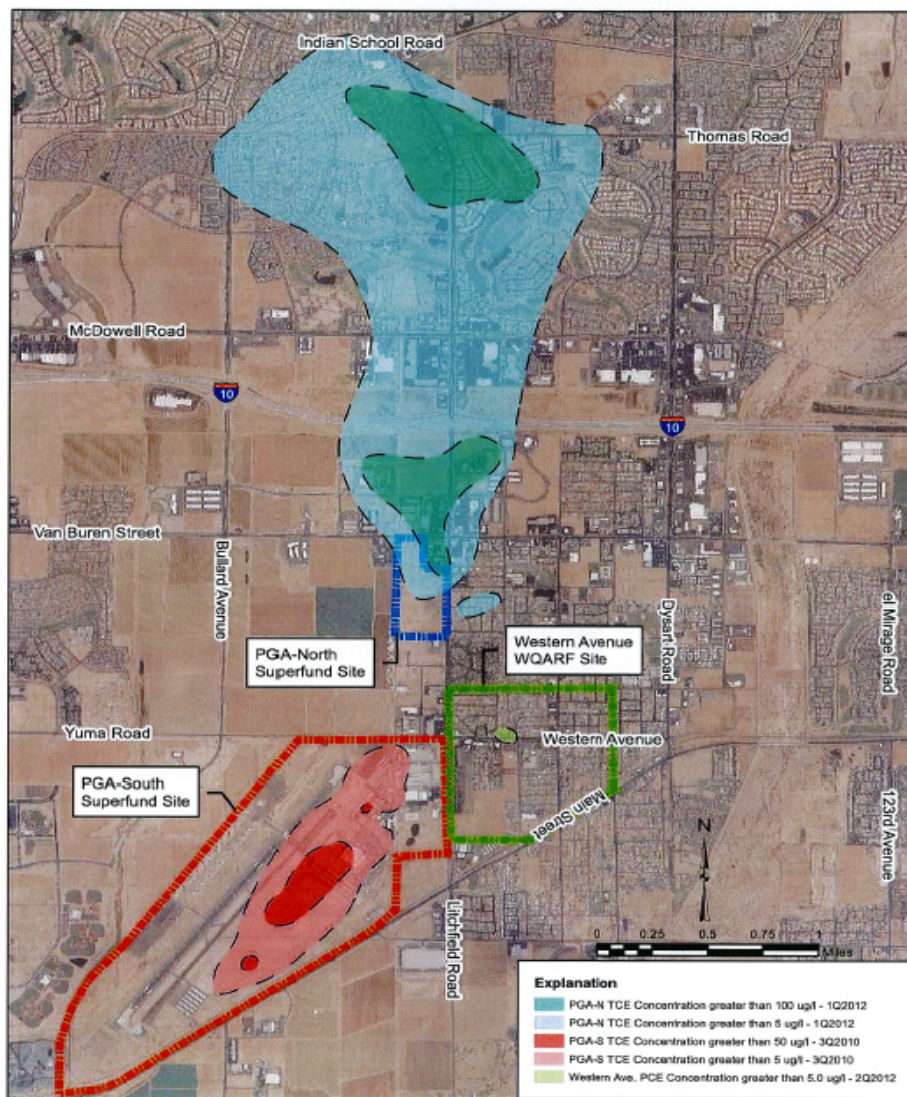 Indian School Road
Thomas Road
McDowell Road
10
10
Van Buren Street
Bullard Avenue
Dysart Road
el Mirage Road
PGA-North
Superfund Site
Western Avenue
WQARF Site
Yuma Road
Western Avenue
PGA-South
Superfund Site
Main Street
123rd Avenue
N
Litchfield Road
0
0.25
0.5
0.75
1
Miles
Explanation
PGA-N TCE Concentration greater than 100 ug/l - 1Q2012
PGA-N TCE Concentration greater than 5 ug/l - 1Q2012
PGA-S TCE Concentration greater than 50 ug/l - 3Q2010
PGA-S TCE Concentration greater than 5 ug/l - 3Q2010
Western Ave. PCE Concentration greater than 5.0 ug/l - 2Q2012